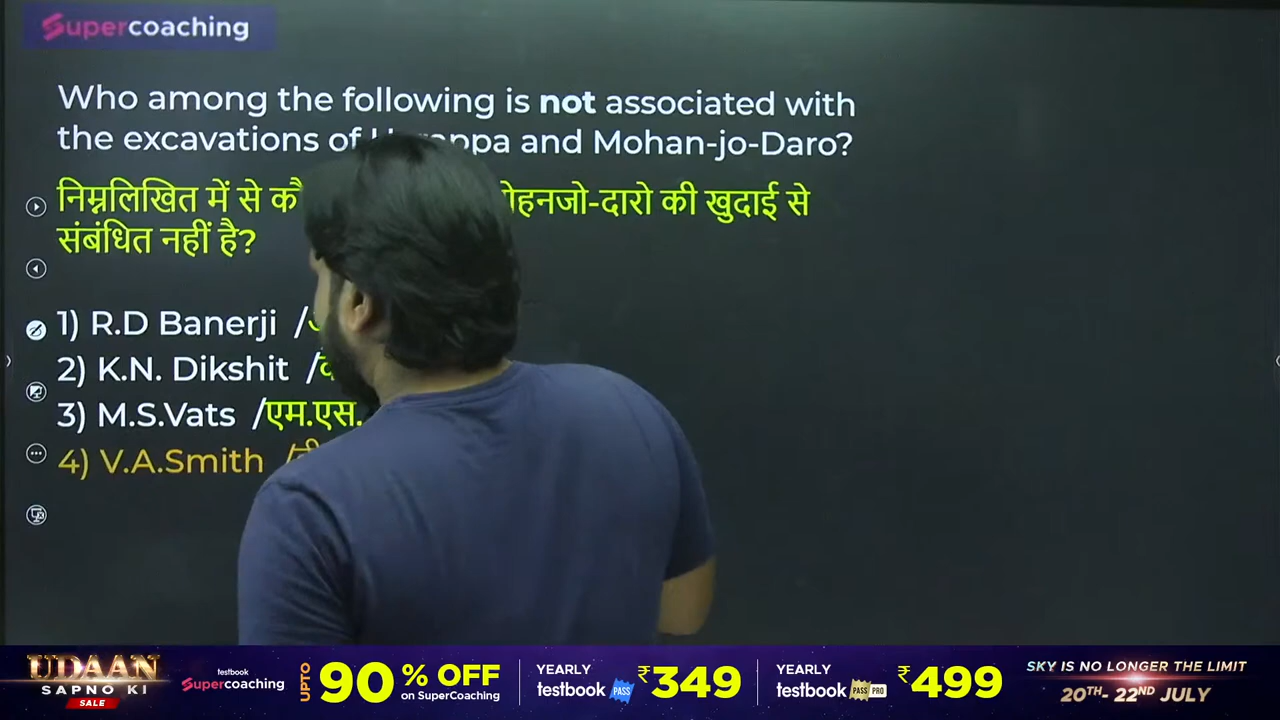 Supercoaching
Who among the following is not associated with
the excavations of and Mohan-jo-Daro?
निम्नलिखित में से की खुदाई से
संबंधित नहीं है?
1) R.D Banerji /
2) K.N. Dikshit /
3) M.S.Vats /एम.एस.
4) V.A.Smith /
UDAAN
SAPNO KI
SALE
testbook
Supercoaching
UPTO 90 % OFF
on SuperCoaching
YEARLY
testbook PASS
₹349
YEARLY
testbook PASS PRO
₹499
SKY IS NO LONGER THE LIMIT
20TH- 22ND JULY